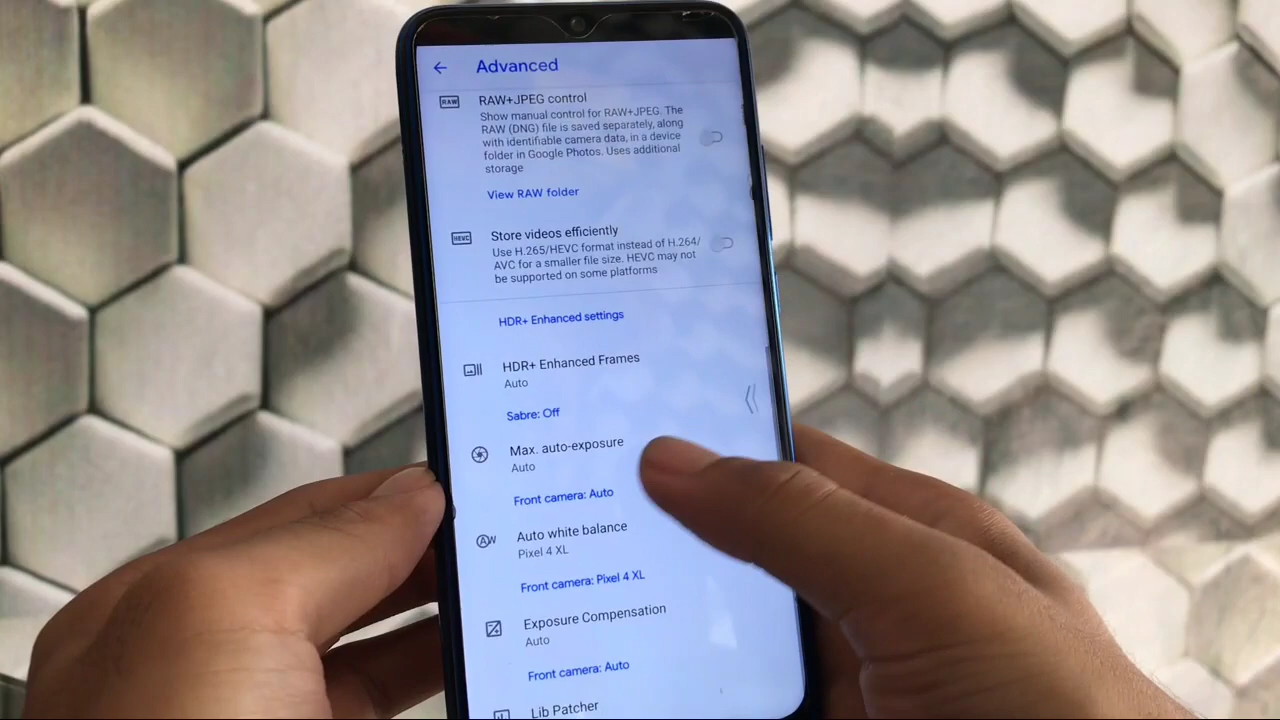 Advanced
RAW
RAW+JPEG control
Show manual control for RAW+JPEG. The
RAW (DNG) file is saved separately, along
with identifiable camera data, in a device
folder in Google Photos. Uses additional
storage
View RAW folder
HEVC
Store videos efficiently
Use H.265/HEVC format instead of H.264/
AVC for a smaller file size. HEVC may not
be supported on some platforms
HDR+ Enhanced settings
HDR+ Enhanced Frames
Auto
Sabre: Off
Max. auto-exposure
Auto
Front camera: Auto
AW
Auto white balance
Pixel 4 XL
Front camera: Pixel 4 XL
Exposure Compensation
Auto
Front camera: Auto
Lib Patcher